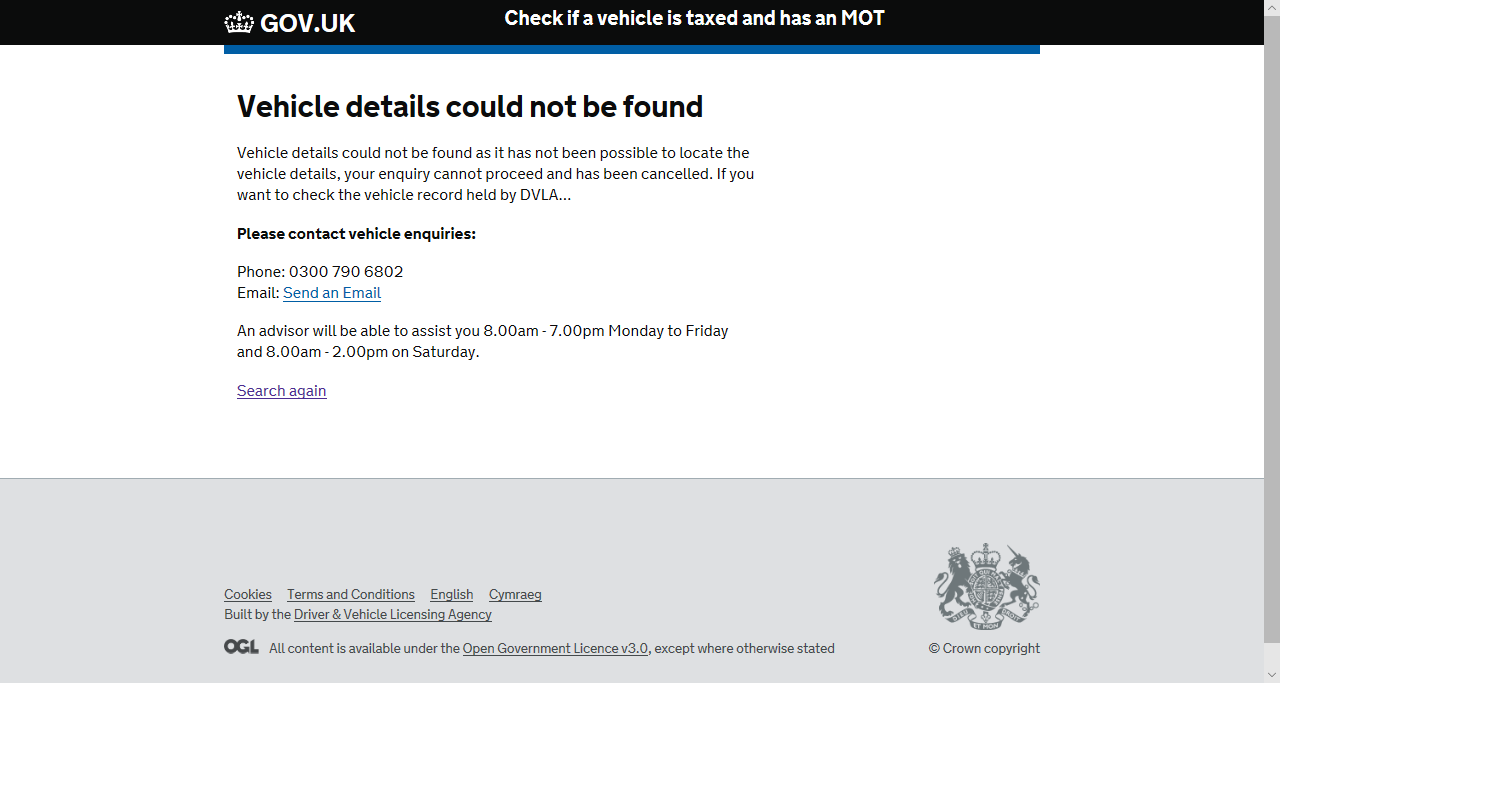 GOV.UK
Check if a vehicle is taxed and has an MOT
Vehicle details could not be found
Vehicle details could not be found as it has not been possible to locate the
vehicle details, your enquiry cannot proceed and has been cancelled. If you
want to check the vehicle record held by DVLA...
Please contact vehicle enquiries:
Phone: 0300 790 6802
Email: Send an Email
An advisor will be able to assist you 8.00am - 7.00pm Monday to Friday
and 8.00am - 2.00pm on Saturday.
Search again
Cookies Terms and Conditions English Cymraeg
Built by the Driver & Vehicle Licensing Agency
OGL All content is available under the Open Government Licence v3.0, except where otherwise stated
© Crown copyright